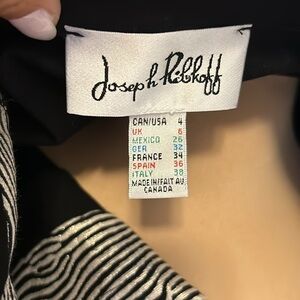 Joseph Ribkoff
CAN/USA 4
UK 6
MEXICO 26
GER 32
FRANCE 34
SPAIN 36
ITALY 38
MADE IN/FAIT AU
CANADA